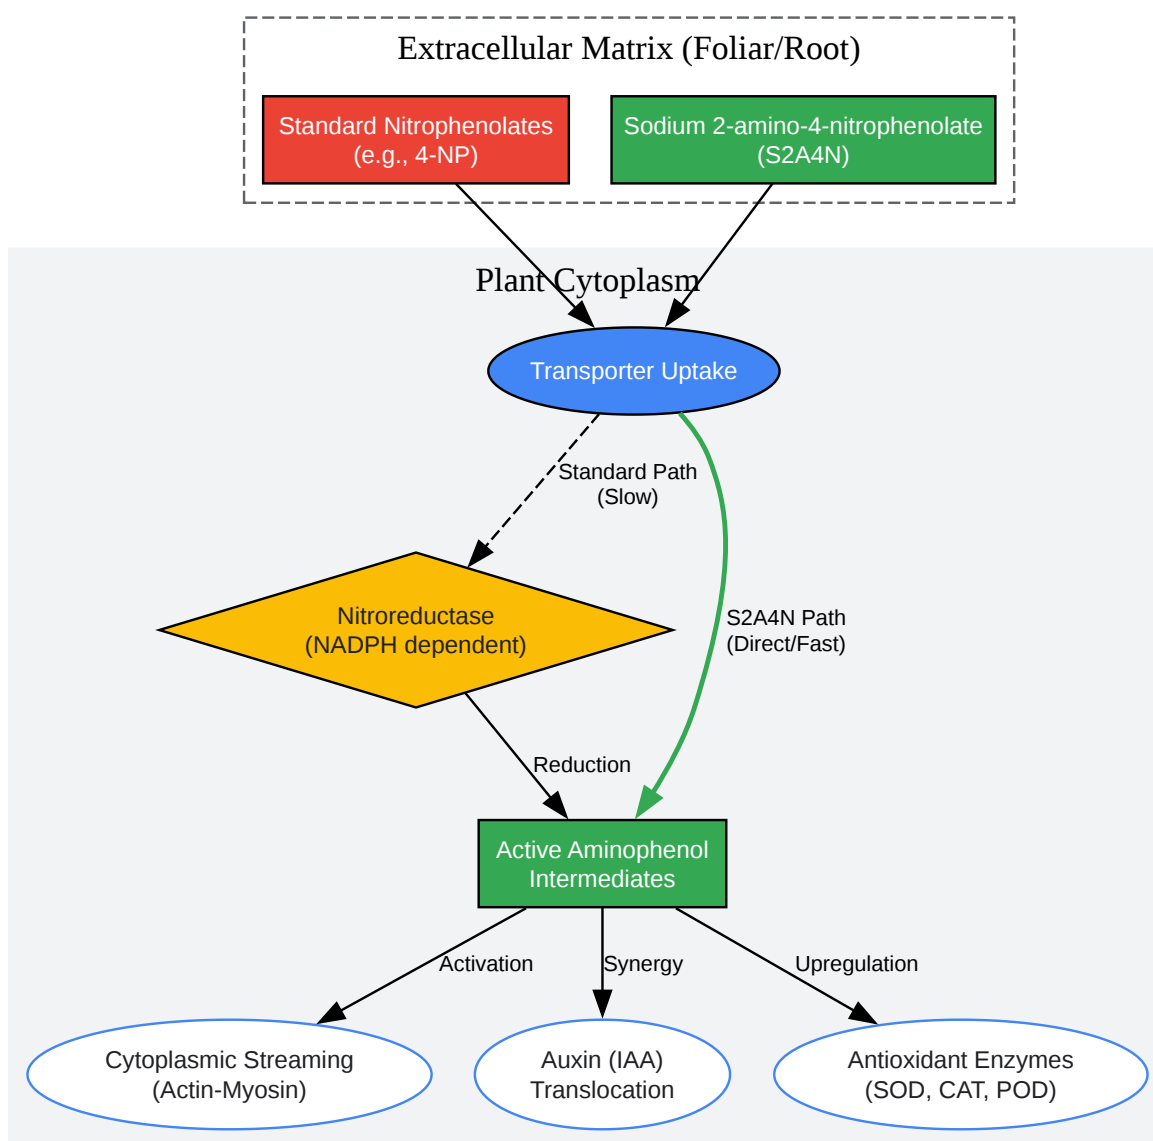 Extracellular Matrix (Foliar/Root)
Standard Nitrophenolates
(e.g., 4-NP)
Sodium 2-amino-4-nitrophenolate
(S2A4N)
Plant Cytoplasm
Transporter Uptake
Standard Path
(Slow)
Nitroreductase
(NADPH dependent)
S2A4N Path
(Direct/Fast)
Reduction
Active Aminophenol
Intermediates
Activation
Synergy
Upregulation
Cytoplasmic Streaming
(Actin-Myosin)
Auxin (IAA)
Translocation
Antioxidant Enzymes
(SOD, CAT, POD)